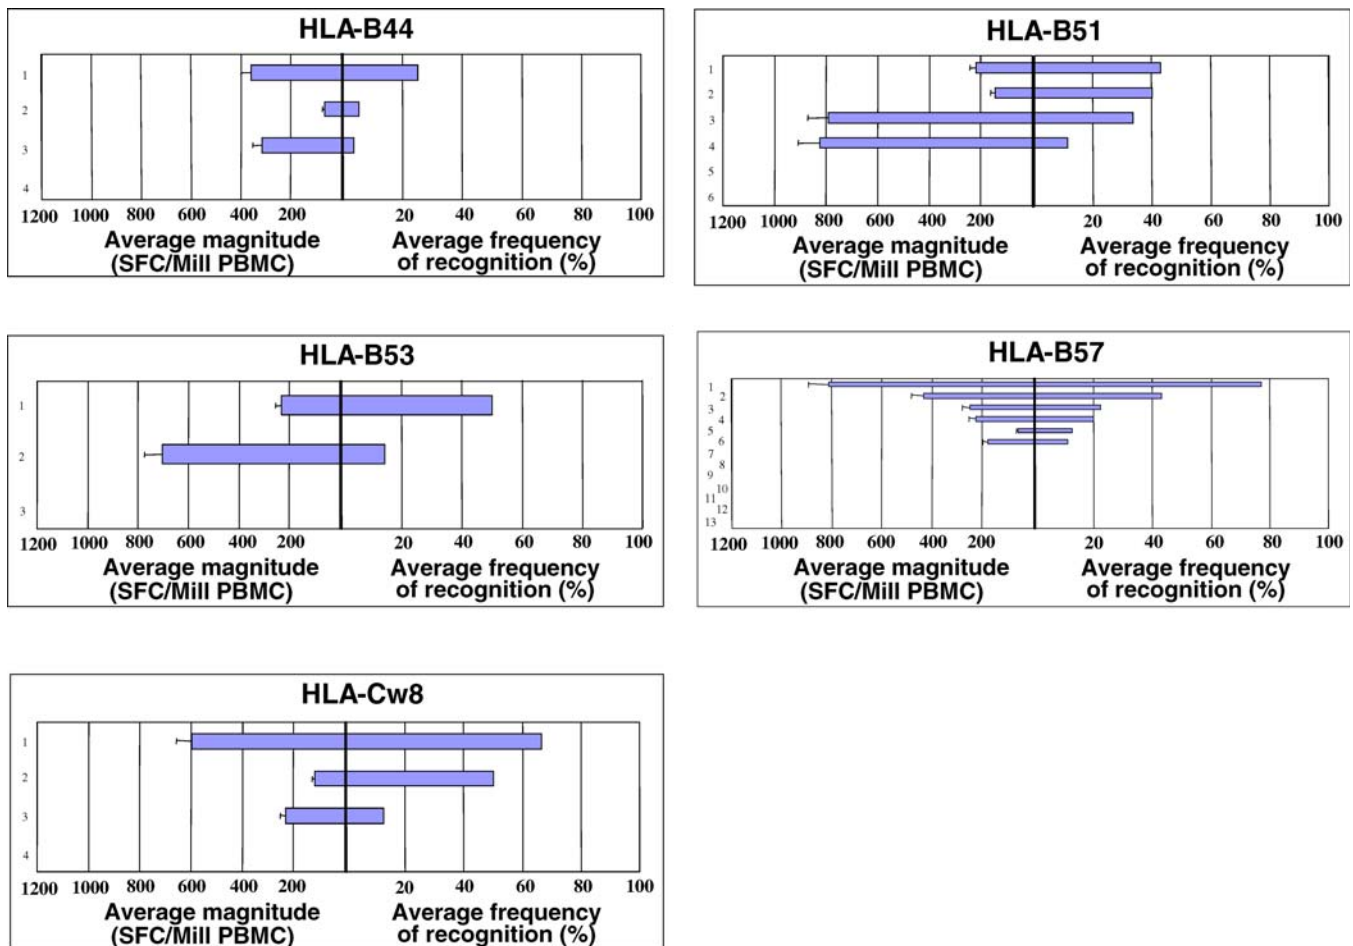 HLA-B44
1
2
3
4
1200 1000 800 600 400 200 20 40 60 80 100
Average magnitude Average frequency
(SFC/Mill PBMC) of recognition (%)
HLA-B51
1
2
3
4
5
6
1200 1000 800 600 400 200 20 40 60 80 100
Average magnitude Average frequency
(SFC/Mill PBMC) of recognition (%)
HLA-B53
1
2
3
1200 1000 800 600 400 200 20 40 60 80 100
Average magnitude Average frequency
(SFC/Mill PBMC) of recognition (%)
HLA-B57
1
2
3
4
5
6
7
8
9
10
11
12
13
1200 1000 800 600 400 200 20 40 60 80 100
Average magnitude Average frequency
(SFC/Mill PBMC) of recognition (%)
HLA-Cw8
1
2
3
4
1200 1000 800 600 400 200 20 40 60 80 100
Average magnitude Average frequency
(SFC/Mill PBMC) of recognition (%)